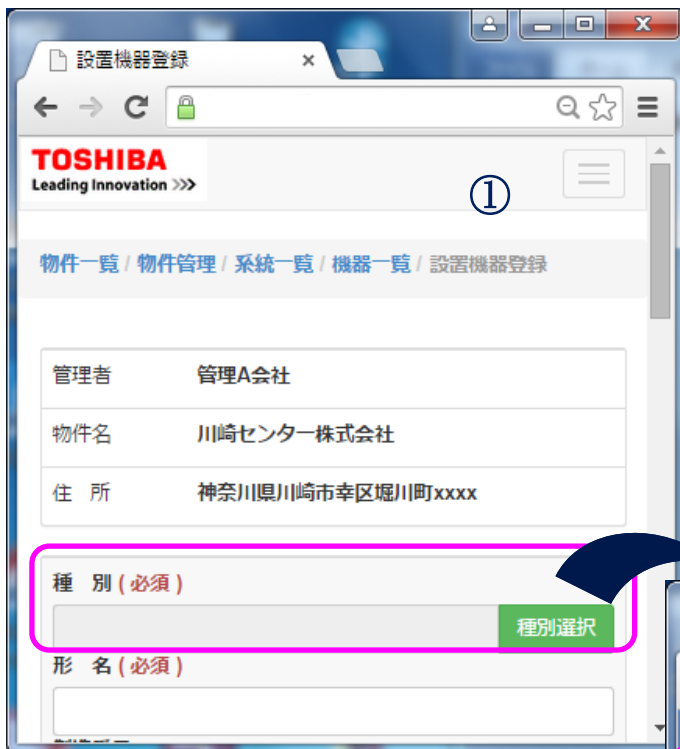 設置機器登録
TOSHIBA
Leading Innovation >>>
①
物件一覧 / 物件管理 / 系統一覧 / 機器一覧 / 設置機器登録
管理者 管理A会社
物件名 川崎センター株式会社
住 所 神奈川県川崎市幸区堀川町xxxx
種 別 ( 必須 )
種別選択
形 名 ( 必須 )